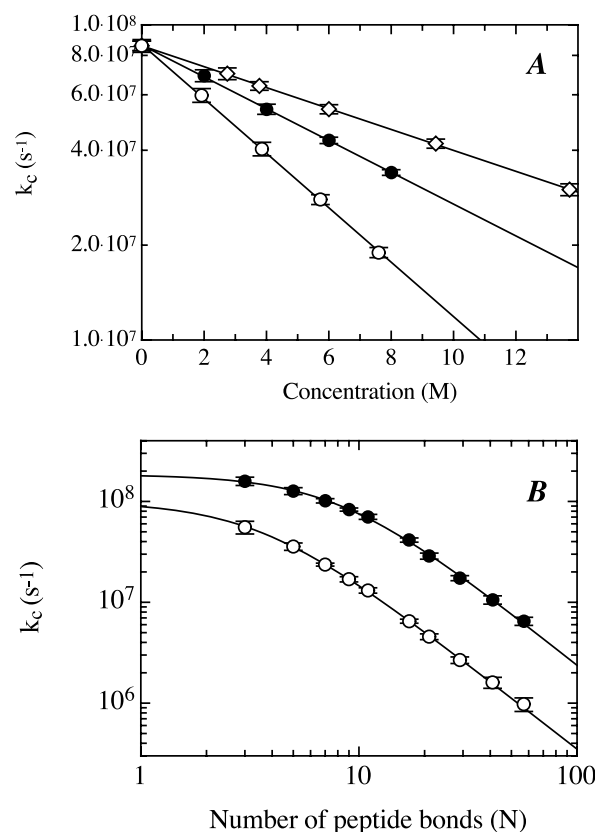 1.0·10⁸
8.0·10⁷
6.0·10⁷
4.0·10⁷
2.0·10⁷
1.0·10⁷
k_c (s⁻¹)
A
0 2 4 6 8 10 12
Concentration (M)
10⁸
10⁷
10⁶
k_c (s⁻¹)
B
1 10 100
Number of peptide bonds (N)